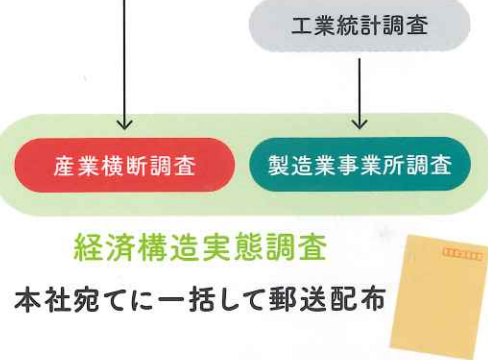 工業統計調査
産業横断調査
製造業事業所調査
経済構造実態調査
本社宛てに一括して郵送配布